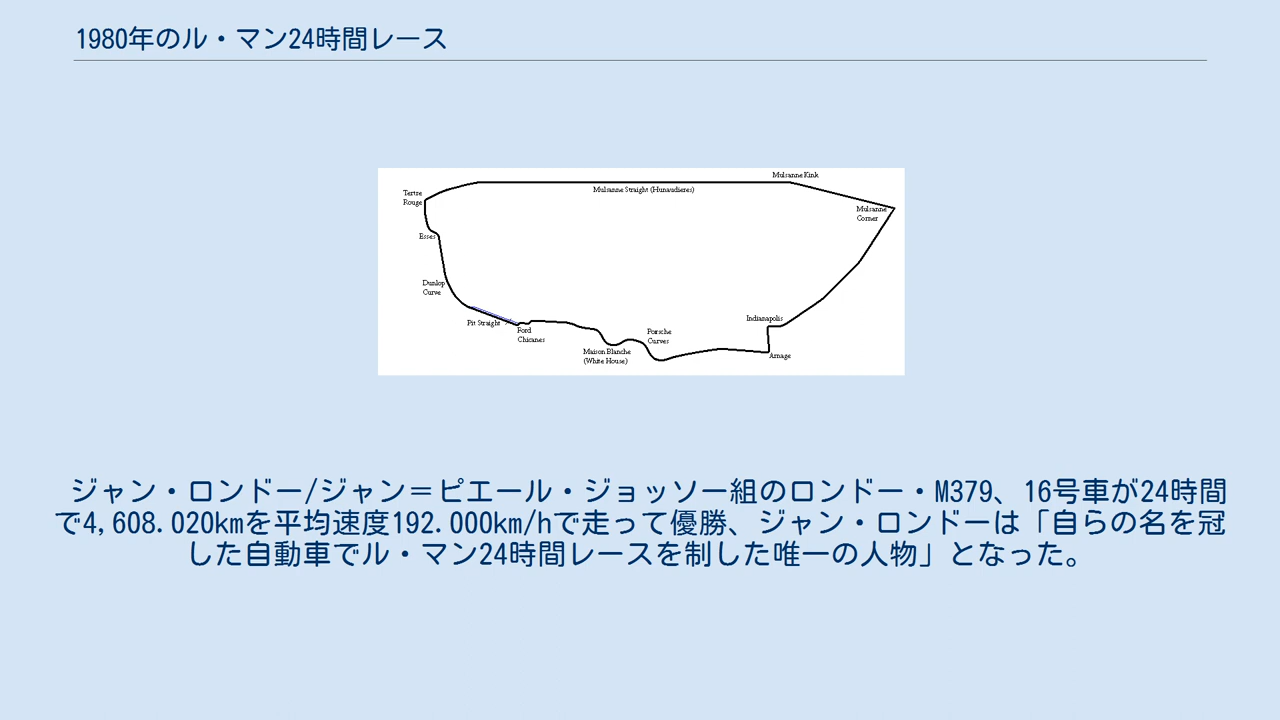 1980年のル・マン24時間レース
Mulsanne Kink
Mulsanne Straight (Hunaudieres)
Tertre
Rouge
Mulsanne
Corner
Esses
Dunlop
Curve
Pit Straight
Ford
Chicanes
Indianapolis
Porsche
Curves
Maison Blanche
(White House)
Arnage
ジャン・ロンドー/ジャン＝ピエール・ジョッソー組のロンドー・M379、16号車が24時間
で4,608.020kmを平均速度192.000km/hで走って優勝、ジャン・ロンドーは「自らの名を冠
した自動車でル・マン24時間レースを制した唯一の人物」となった。